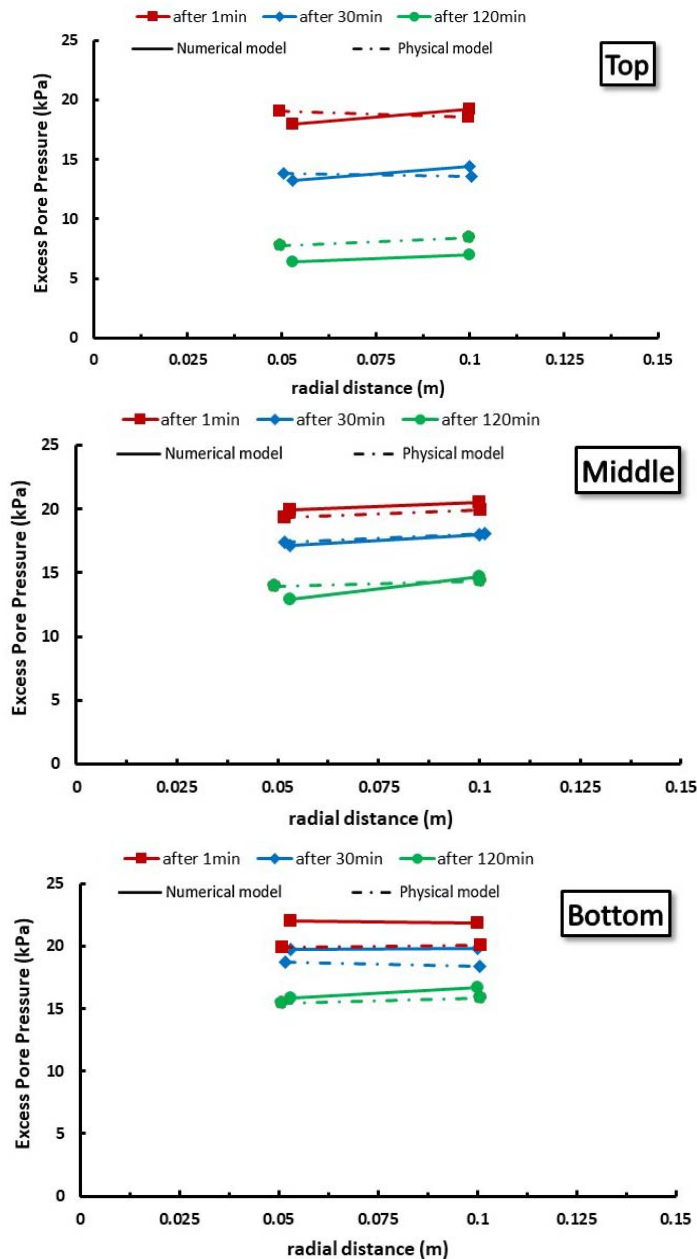 after 1min after 30min after 120min
Numerical model Physical model
Top
Excess Pore Pressure (kPa)
25
20
15
10
5
0
0 0.025 0.05 0.075 0.1 0.125 0.15
radial distance (m)
after 1min after 30min after 120min
Numerical model Physical model
Middle
Excess Pore Pressure (kPa)
25
20
15
10
5
0
0 0.025 0.05 0.075 0.1 0.125 0.15
radial distance (m)
after 1min after 30min after 120min
Numerical model Physical model
Bottom
Excess Pore Pressure (kPa)
25
20
15
10
5
0
0 0.025 0.05 0.075 0.1 0.125 0.15
radial distance (m)